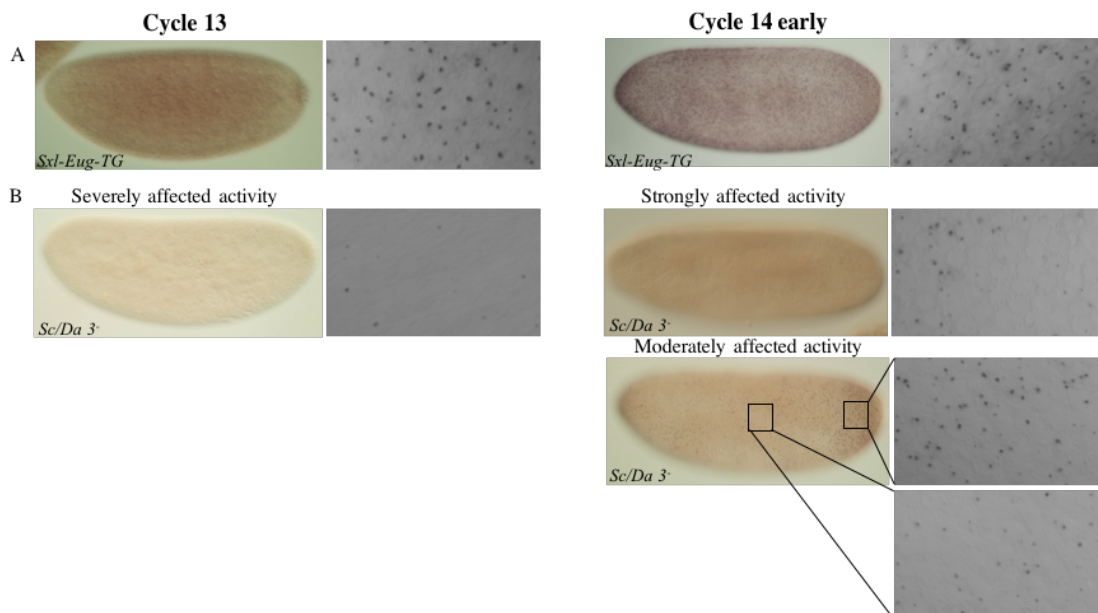 Cycle 13
Cycle 14 early
A
Sxl-Eug-TG
Sxl-Eug-TG
B
Severely affected activity
Strongly affected activity
Sc/Da 3-
Sc/Da 3-
Moderately affected activity
Sc/Da 3-